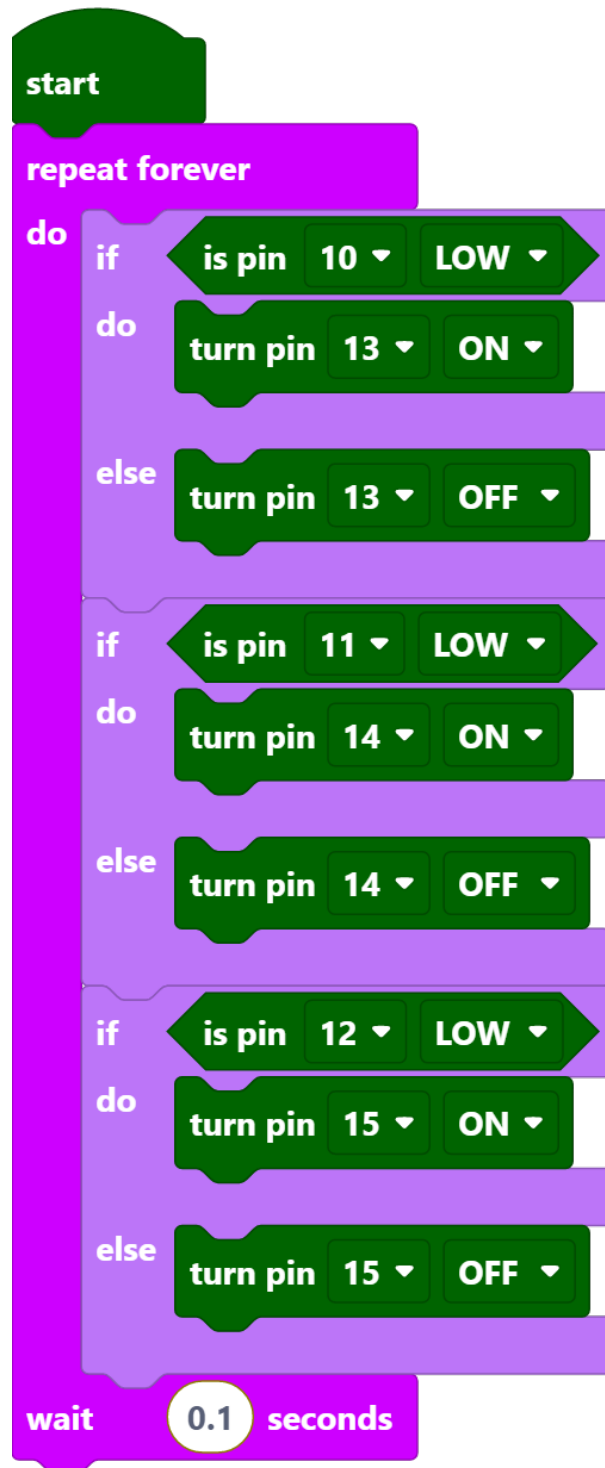 start
repeat forever
do if is pin 10 LOW
do turn pin 13 ON
else turn pin 13 OFF
if is pin 11 LOW
do turn pin 14 ON
else turn pin 14 OFF
if is pin 12 LOW
do turn pin 15 ON
else turn pin 15 OFF
wait 0.1 seconds